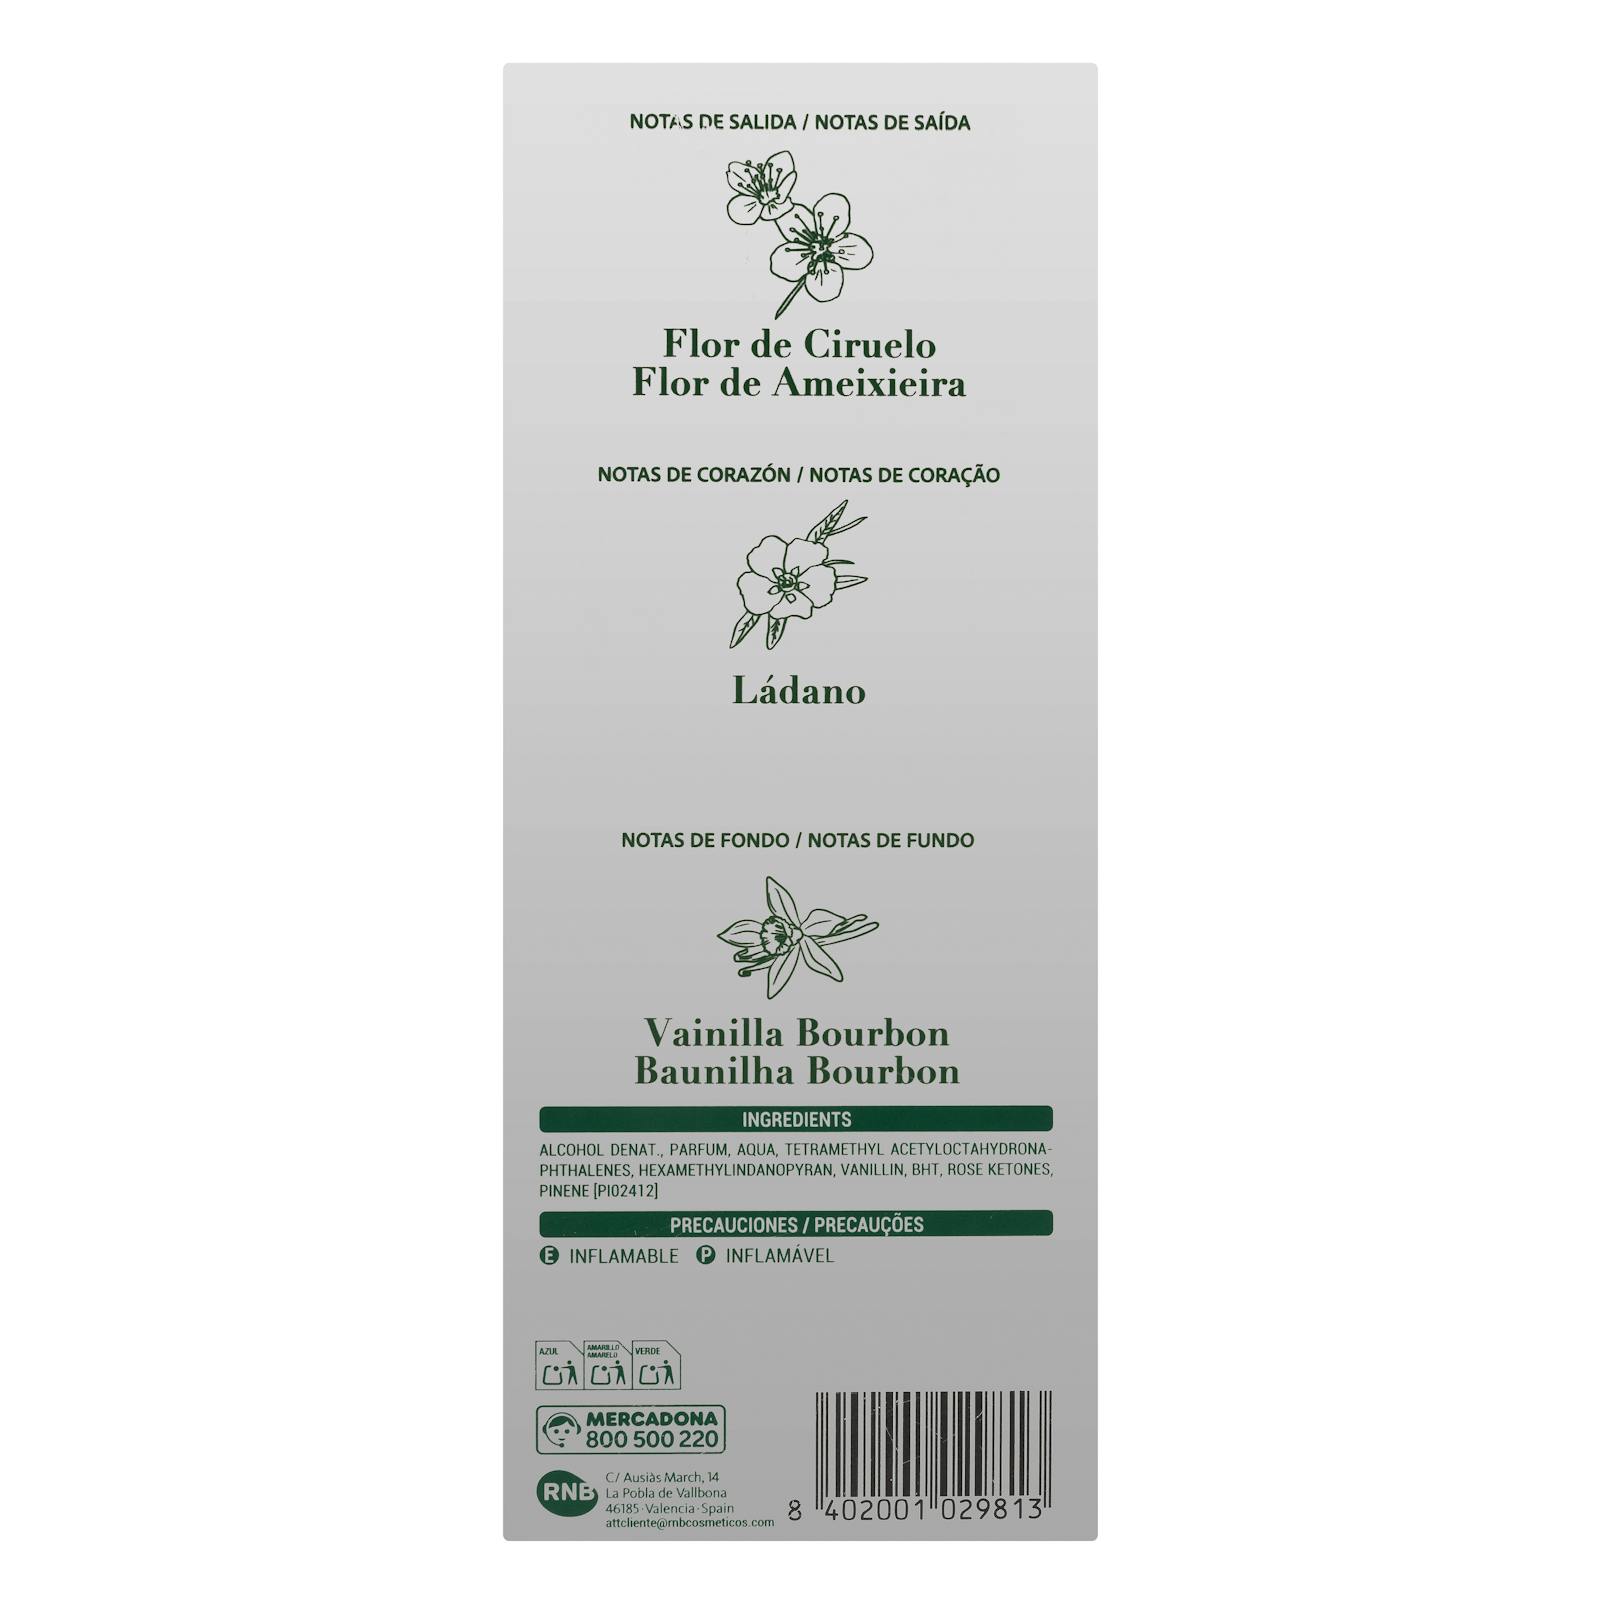 NOTAS DE SALIDA / NOTAS DE SAÍDA
Flor de Ciruelo
Flor de Ameixieira
NOTAS DE CORAZÓN / NOTAS DE CORAÇÃO
Ládano
NOTAS DE FONDO / NOTAS DE FUNDO
Vainilla Bourbon
Baunilha Bourbon
INGREDIENTS
ALCOHOL DENAT., PARFUM, AQUA, TETRAMETHYL ACETYLOCTAHYDRONA-
PHTHALENES, HEXAMETHYLINDANOPYRAN, VANILLIN, BHT, ROSE KETONES,
PINENE [PI02412]
PRECAUCIONES / PRECAUÇÕES
E INFLAMABLE P INFLAMÁVEL
AZUL AMARILLO VERDE
AMARELO
MERCADONA
800 500 220
RNB
C/ Ausiàs March, 14
La Pobla de Vallbona
46185·Valencia·Spain
attcliente@rnbcosmeticos.com
8 402001 029813